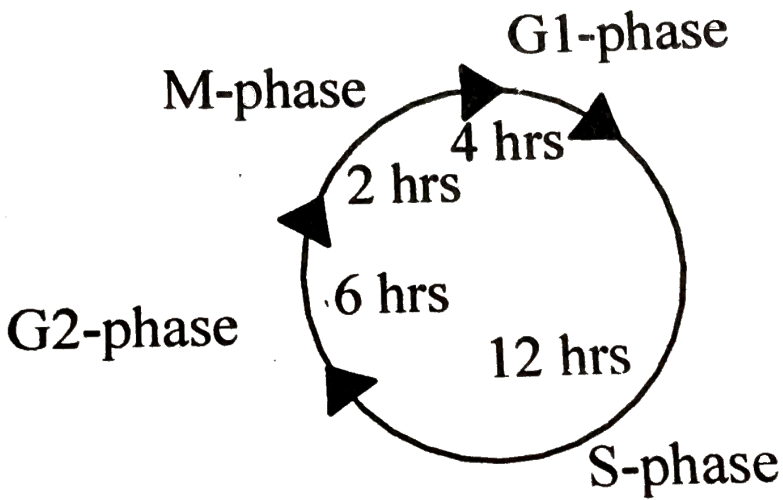 G1-phase
M-phase
4 hrs
2 hrs
6 hrs
G2-phase
12 hrs
S-phase